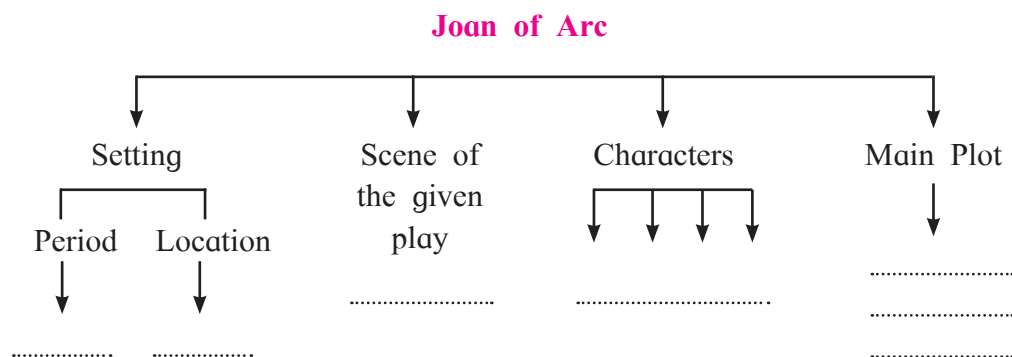 Joan of Arc
Setting
Scene of
the given
play
Characters
Main Plot
Period
Location